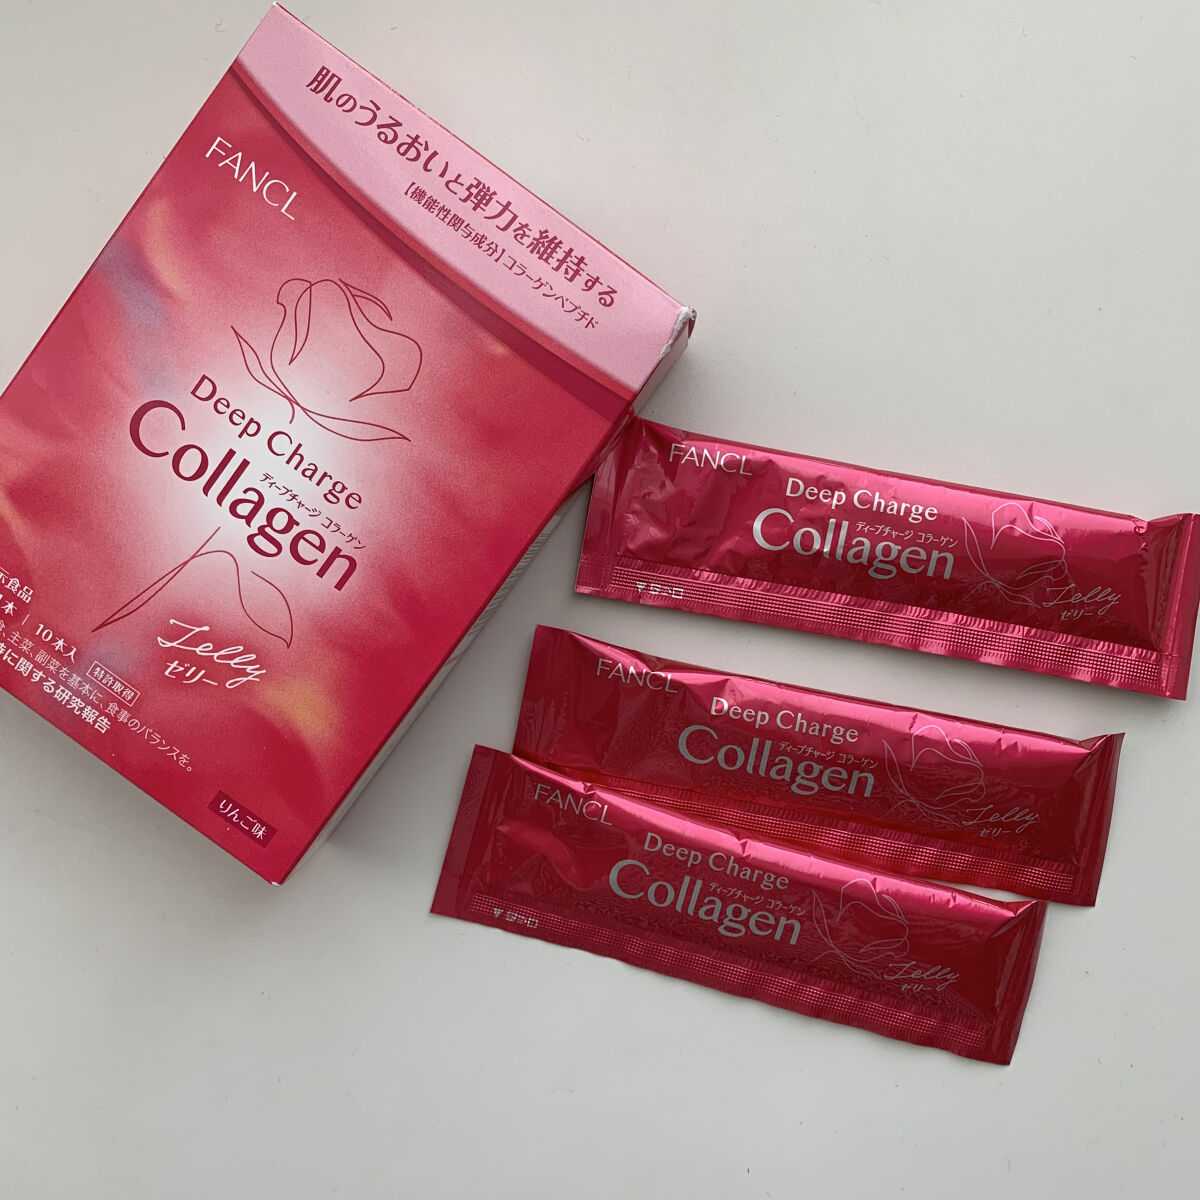 肌のうるおいと弾力を維持する
【機能性関与成分】コラーゲンペプチド
FANCL
Deep Charge
Collagen
ディープチャージ コラーゲン
Jelly
ゼリー
示食品
本 | 10本入
特許取得
主菜、副菜を基本に、食事のバランスを。
に関する研究報告
りんご味
FANCL
Deep Charge
ディープチャージ コラーゲン
Collagen
Jelly
ゼリー
FANCL
Deep Charge
ディープチャージ コラーゲン
Collagen
Jelly
ゼリー
FANCL
Deep Charge
ディープチャージ コラーゲン
Collagen
Jelly
ゼリー